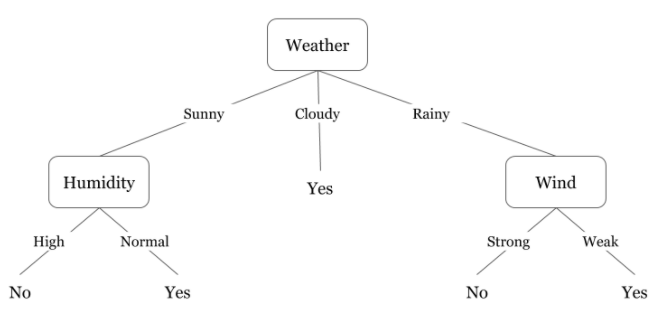 Weather
Sunny
Cloudy
Rainy
Humidity
Yes
Wind
High
Normal
Strong
Weak
No
Yes
No
Yes